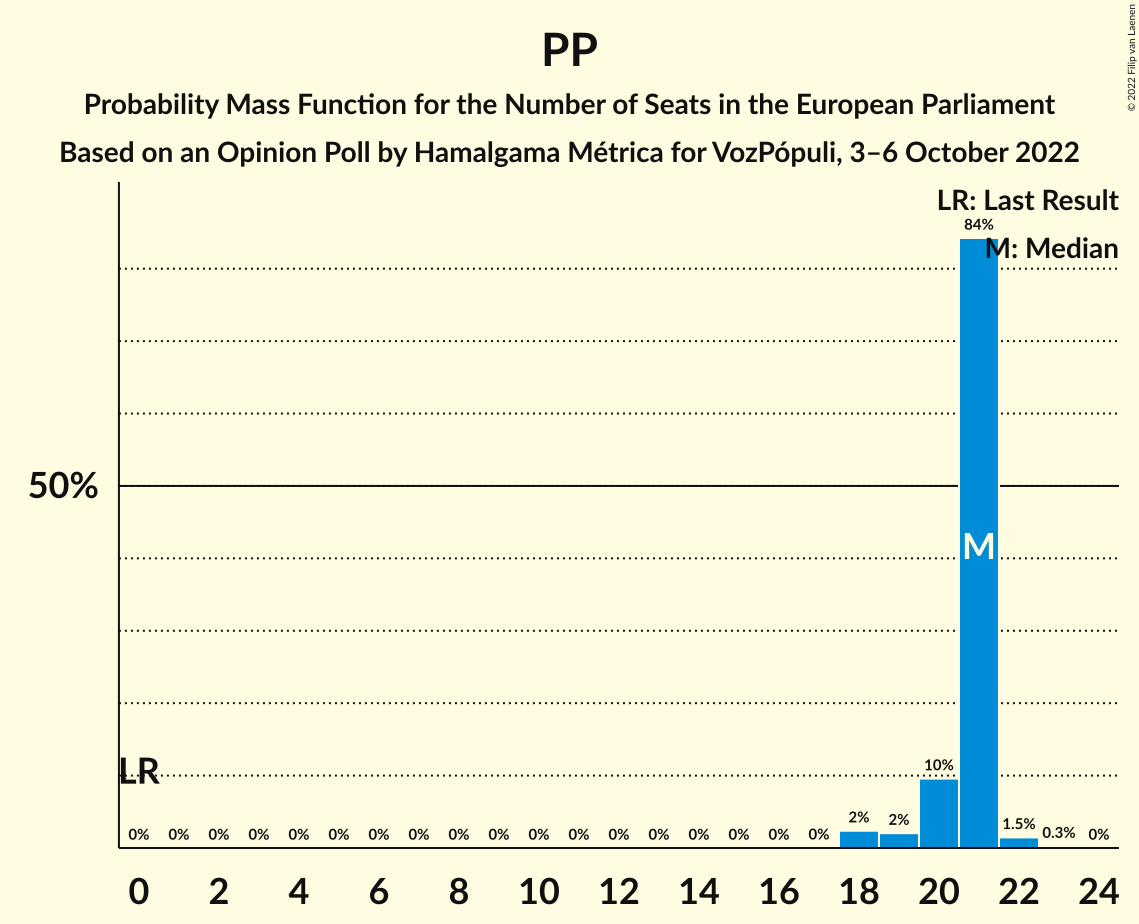 PP
Probability Mass Function for the Number of Seats in the European Parliament
Based on an Opinion Poll by Hamalgama Métrica for VozPópuli, 3–6 October 2022
© 2022 Filip van Laenen
LR: Last Result
84%
M: Median
50%
M
LR
10%
2% 2% 1.5% 0.3% 0%
0% 0% 0% 0% 0% 0% 0% 0% 0% 0% 0% 0% 0% 0% 0% 0% 0% 0%
0 2 4 6 8 10 12 14 16 18 20 22 24